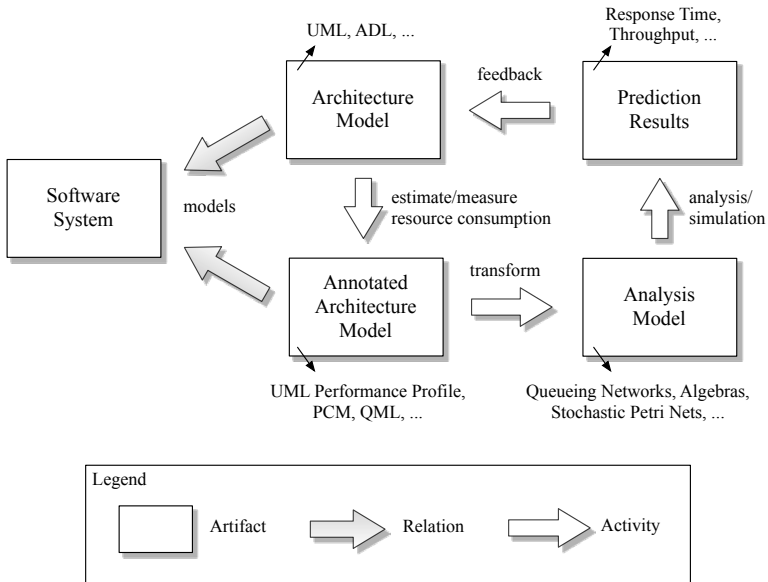 UML, ADL, ...
Response Time,
Throughput, ...
Architecture
Model
feedback
Prediction
Results
Software
System
models
estimate/measure
resource consumption
analysis/
simulation
Annotated
Architecture
Model
transform
Analysis
Model
UML Performance Profile,
PCM, QML, ...
Queueing Networks, Algebras,
Stochastic Petri Nets, ...
Legend
Artifact
Relation
Activity